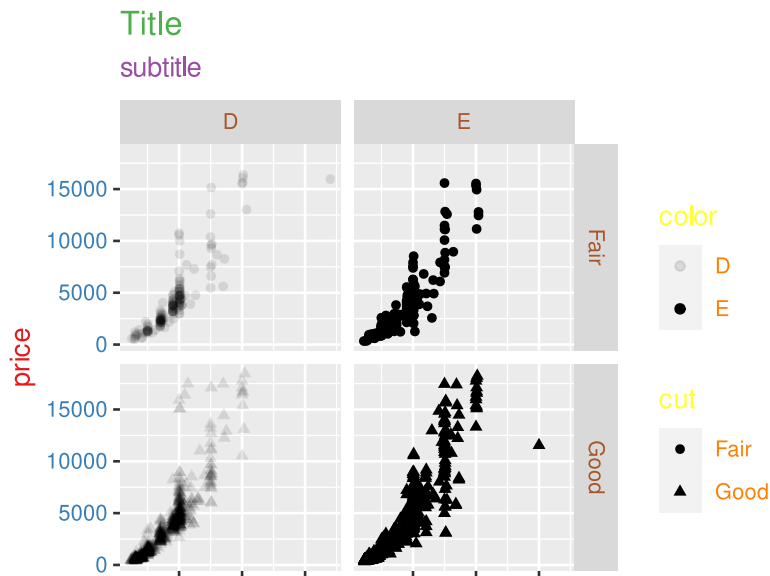 Title
subtitle
D
E
price
15000
10000
5000
0
Fair
15000
10000
5000
0
Good
color
D
E
cut
Fair
Good